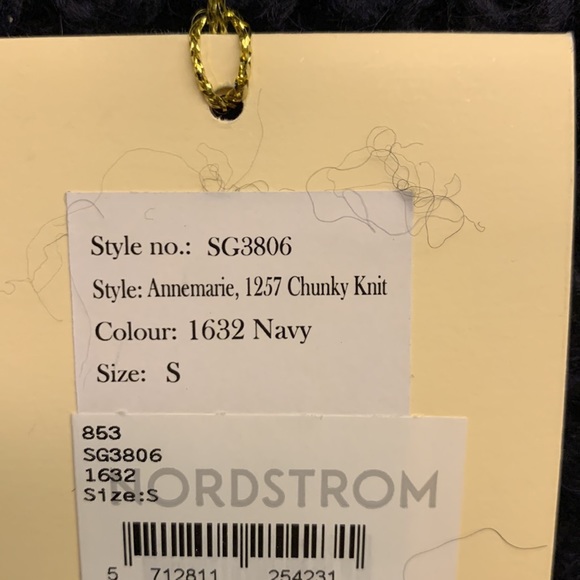 Style no.: SG3806
Style: Annemarie, 1257 Chunky Knit
Colour: 1632 Navy
Size: S
853
SG3806
1632
Size:S
NORDSTROM
5 712811 254231